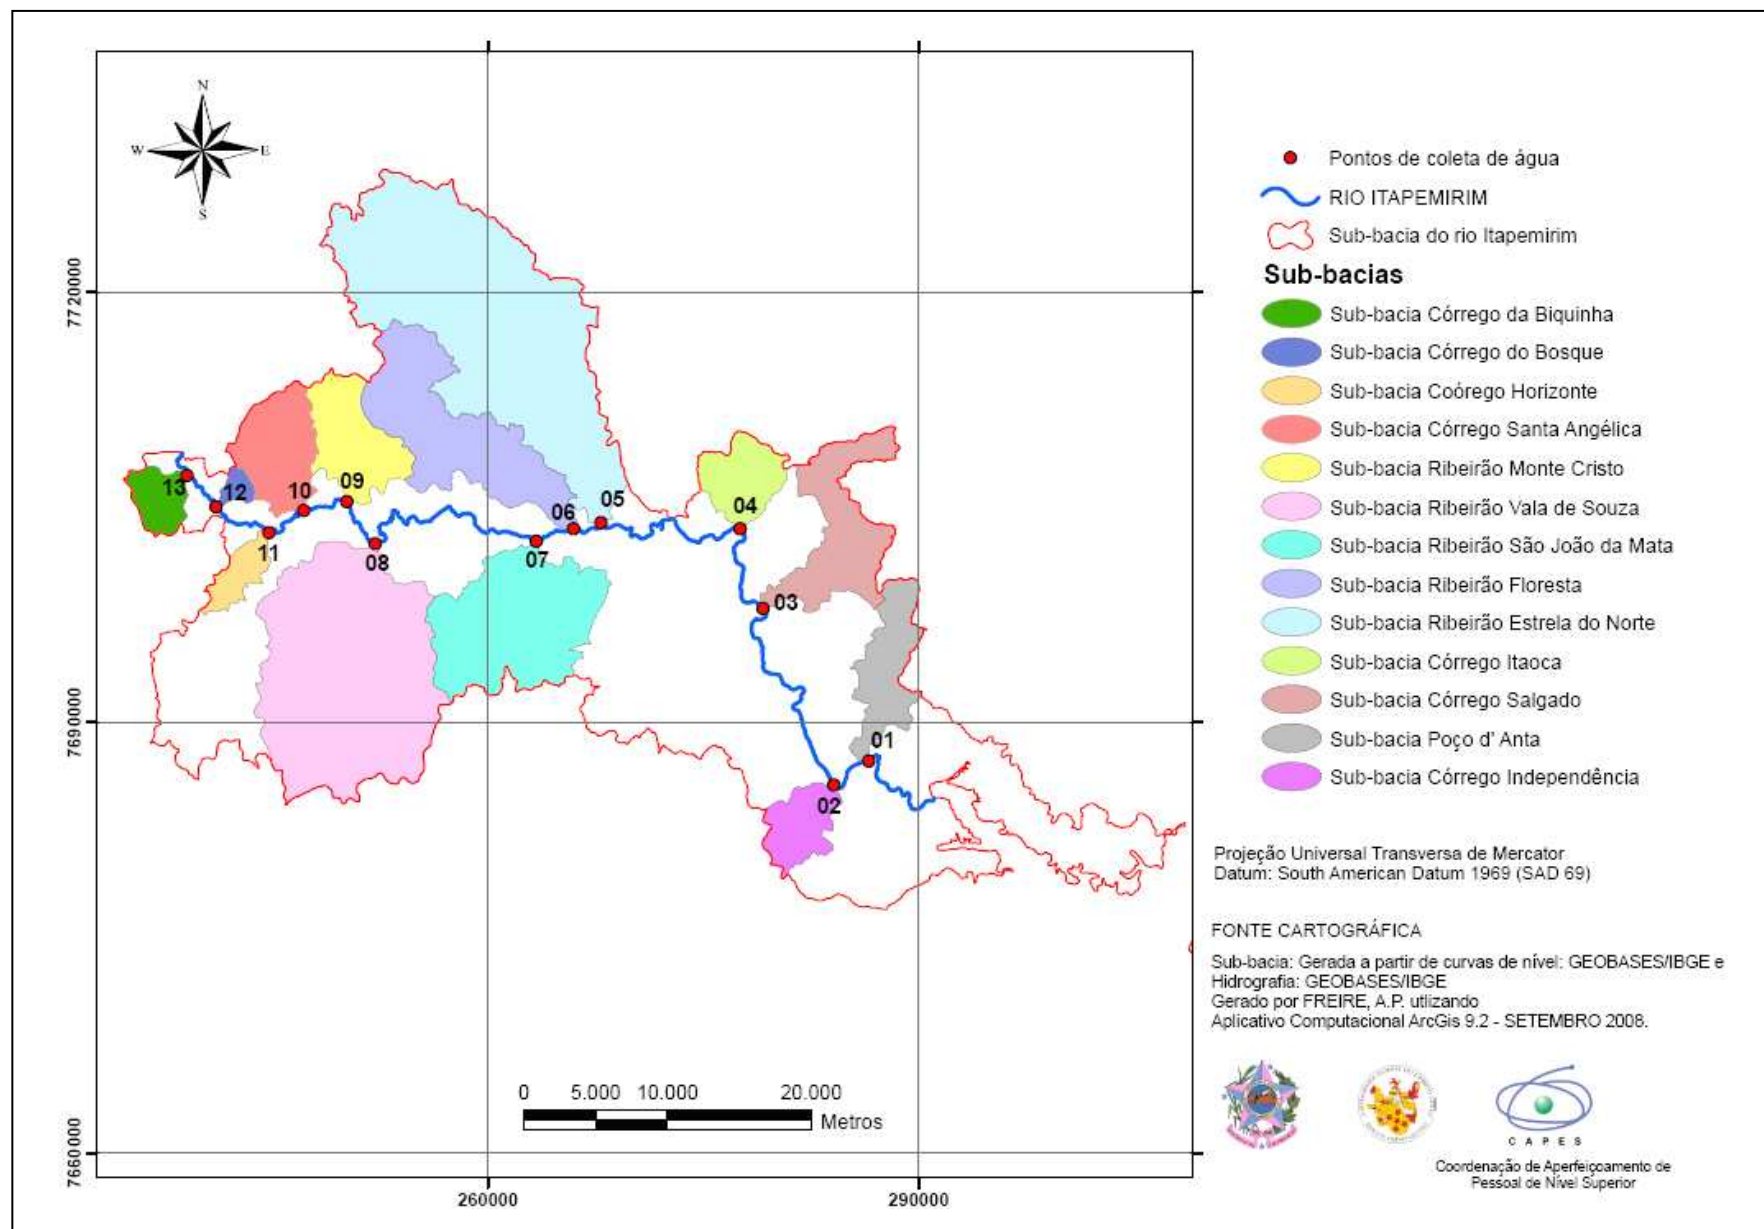 N
W
E
S
7720000
7690000
7660000
260000
290000
13
12
10
09
11
08
07
06
05
04
03
01
02
0 5.000 10.000 20.000
Metros
Pontos de coleta de água
RIO ITAPEMIRIM
Sub-bacia do rio Itapemirim
Sub-bacias
Sub-bacia Córrego da Biquinha
Sub-bacia Córrego do Bosque
Sub-bacia Coórego Horizonte
Sub-bacia Córrego Santa Angélica
Sub-bacia Ribeirão Monte Cristo
Sub-bacia Ribeirão Vala de Souza
Sub-bacia Ribeirão São João da Mata
Sub-bacia Ribeirão Floresta
Sub-bacia Ribeirão Estrela do Norte
Sub-bacia Córrego Itaoca
Sub-bacia Córrego Salgado
Sub-bacia Poço d' Anta
Sub-bacia Córrego Independência
Projeção Universal Transversa de Mercator
Datum: South American Datum 1969 (SAD 69)
FONTE CARTOGRÁFICA
Sub-bacia: Gerada a partir de curvas de nível: GEOBASES/IBGE e
Hidrografia: GEOBASES/IBGE
Gerado por FREIRE, A.P. utlizando
Aplicativo Computacional ArcGis 9.2 - SETEMBRO 2008.
CAPES
Coordenação de Aperfeiçoamento de
Pessoal de Nível Superior